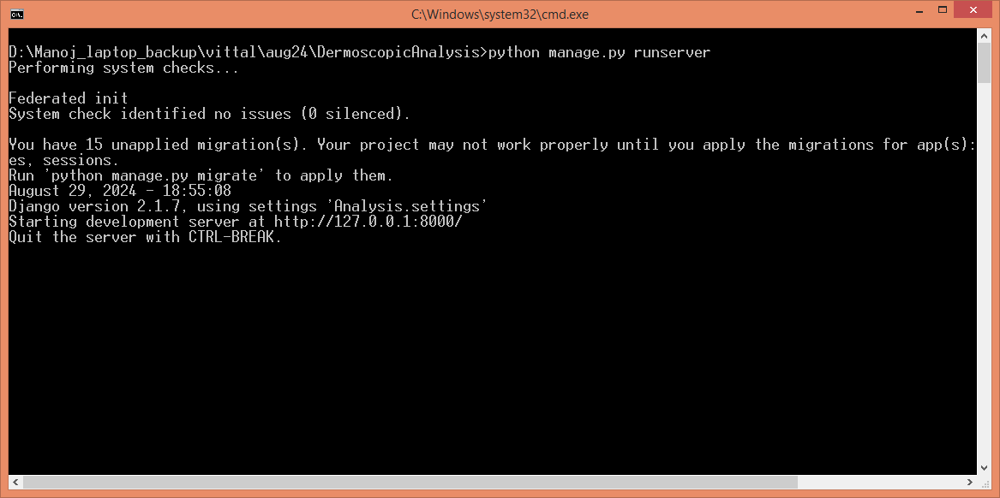 C:\Windows\system32\cmd.exe
D:\Manoj_laptop_backup\vittal\aug24\DermoscopicAnalysis>python manage.py runserver
Performing system checks...
Federated init
System check identified no issues (0 silenced).
You have 15 unapplied migration(s). Your project may not work properly until you apply the migrations for app(s):
es, sessions.
Run 'python manage.py migrate' to apply them.
August 29, 2024 - 18:55:08
Django version 2.1.7, using settings 'Analysis.settings'
Starting development server at http://127.0.0.1:8000/
Quit the server with CTRL-BREAK.